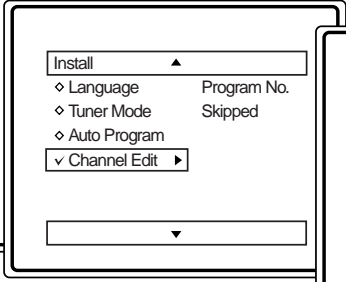 Install
Language Program No.
Tuner Mode Skipped
Auto Program
Channel Edit